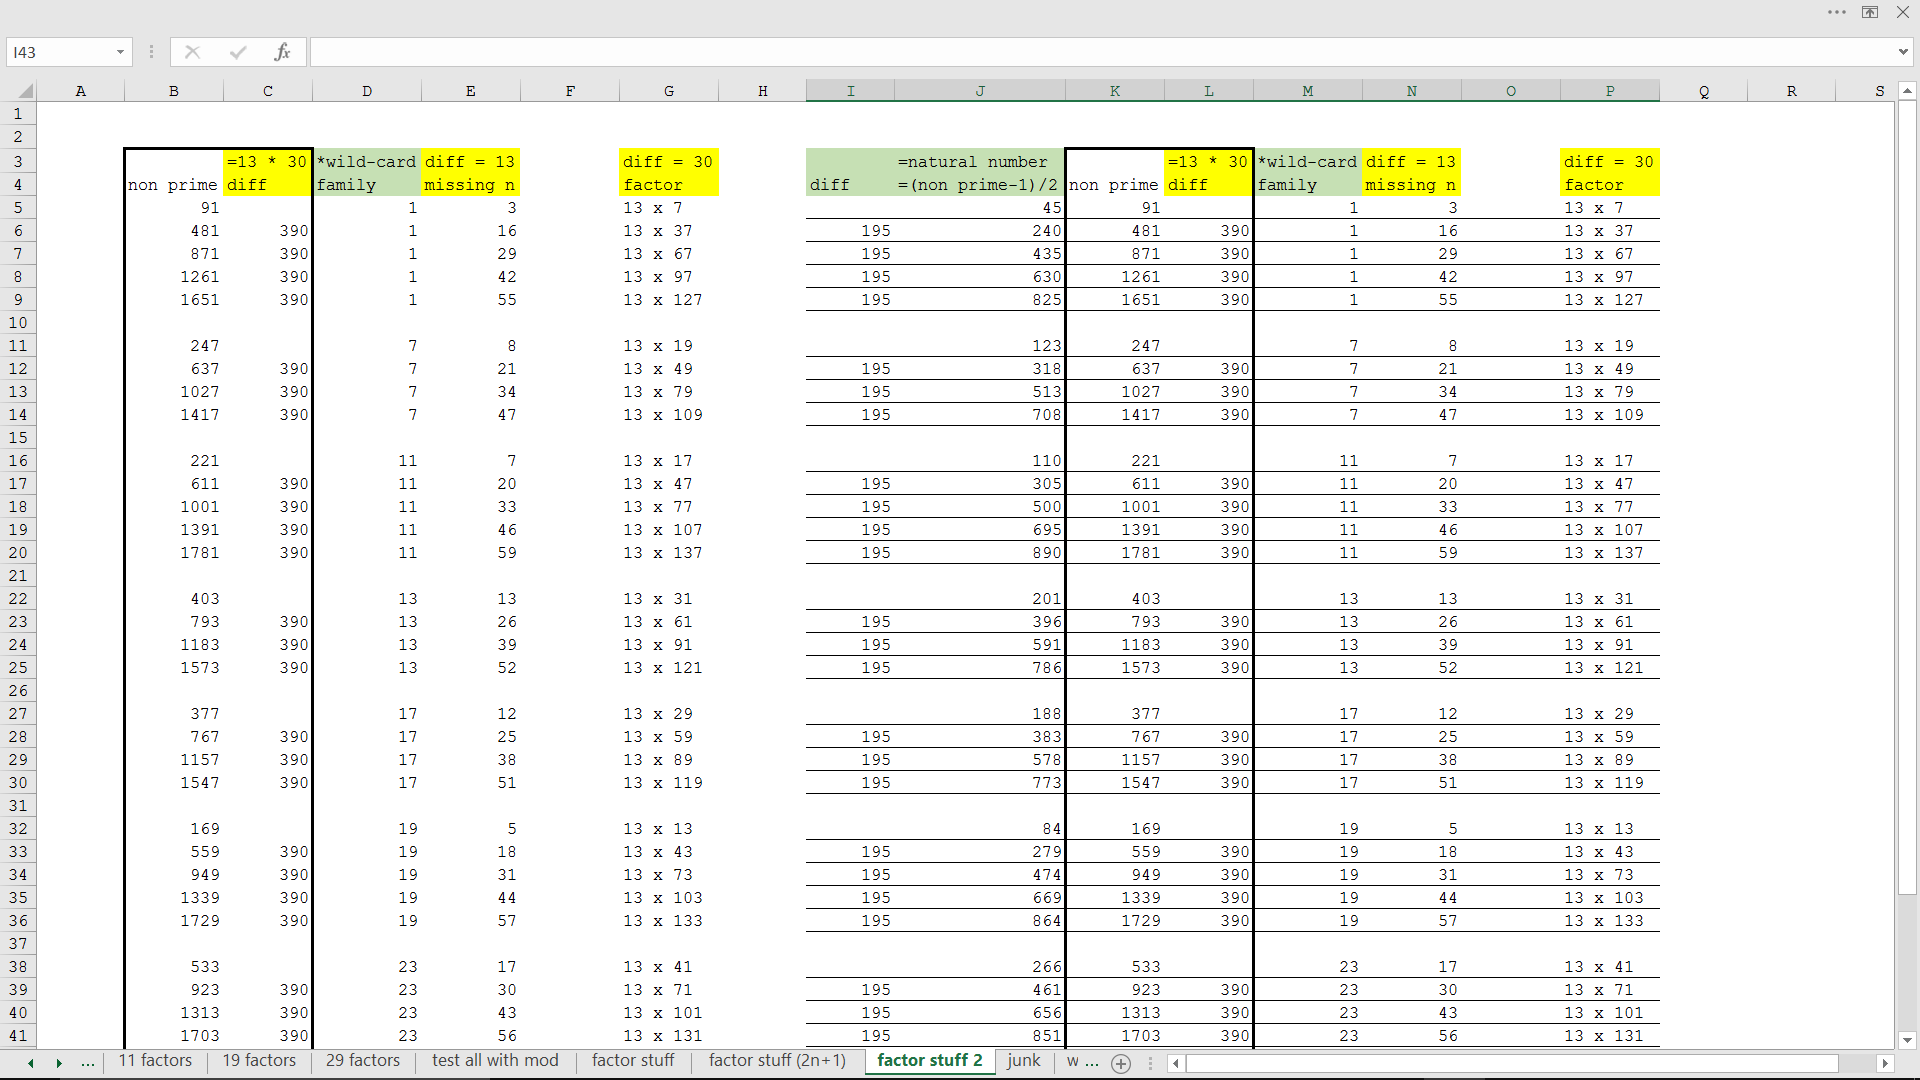 I43
fx
A B C D E F G H I J K L M N O P Q R S
1
2
3 =13 * 30 *wild-card diff = 13 diff = 30 =natural number =13 * 30 *wild-card diff = 13 diff = 30
4 non prime diff family missing n factor diff =(non prime-1)/2 non prime diff family missing n factor
5 91 1 3 13 x 7 45 91 1 3 13 x 7
6 481 390 1 16 13 x 37 195 240 481 390 1 16 13 x 37
7 871 390 1 29 13 x 67 195 435 871 390 1 29 13 x 67
8 1261 390 1 42 13 x 97 195 630 1261 390 1 42 13 x 97
9 1651 390 1 55 13 x 127 195 825 1651 390 1 55 13 x 127
10
11 247 7 8 13 x 19 123 247 7 8 13 x 19
12 637 390 7 21 13 x 49 195 318 637 390 7 21 13 x 49
13 1027 390 7 34 13 x 79 195 513 1027 390 7 34 13 x 79
14 1417 390 7 47 13 x 109 195 708 1417 390 7 47 13 x 109
15
16 221 11 7 13 x 17 110 221 11 7 13 x 17
17 611 390 11 20 13 x 47 195 305 611 390 11 20 13 x 47
18 1001 390 11 33 13 x 77 195 500 1001 390 11 33 13 x 77
19 1391 390 11 46 13 x 107 195 695 1391 390 11 46 13 x 107
20 1781 390 11 59 13 x 137 195 890 1781 390 11 59 13 x 137
21
22 403 13 13 13 x 31 201 403 13 13 13 x 31
23 793 390 13 26 13 x 61 195 396 793 390 13 26 13 x 61
24 1183 390 13 39 13 x 91 195 591 1183 390 13 39 13 x 91
25 1573 390 13 52 13 x 121 195 786 1573 390 13 52 13 x 121
26
27 377 17 12 13 x 29 188 377 17 12 13 x 29
28 767 390 17 25 13 x 59 195 383 767 390 17 25 13 x 59
29 1157 390 17 38 13 x 89 195 578 1157 390 17 38 13 x 89
30 1547 390 17 51 13 x 119 195 773 1547 390 17 51 13 x 119
31
32 169 19 5 13 x 13 84 169 19 5 13 x 13
33 559 390 19 18 13 x 43 195 279 559 390 19 18 13 x 43
34 949 390 19 31 13 x 73 195 474 949 390 19 31 13 x 73
35 1339 390 19 44 13 x 103 195 669 1339 390 19 44 13 x 103
36 1729 390 19 57 13 x 133 195 864 1729 390 19 57 13 x 133
37
38 533 23 17 13 x 41 266 533 23 17 13 x 41
39 923 390 23 30 13 x 71 195 461 923 390 23 30 13 x 71
40 1313 390 23 43 13 x 101 195 656 1313 390 23 43 13 x 101
41 1703 390 23 56 13 x 131 195 851 1703 390 23 56 13 x 131
... 11 factors 19 factors 29 factors test all with mod factor stuff factor stuff (2n+1) factor stuff 2 junk w ...